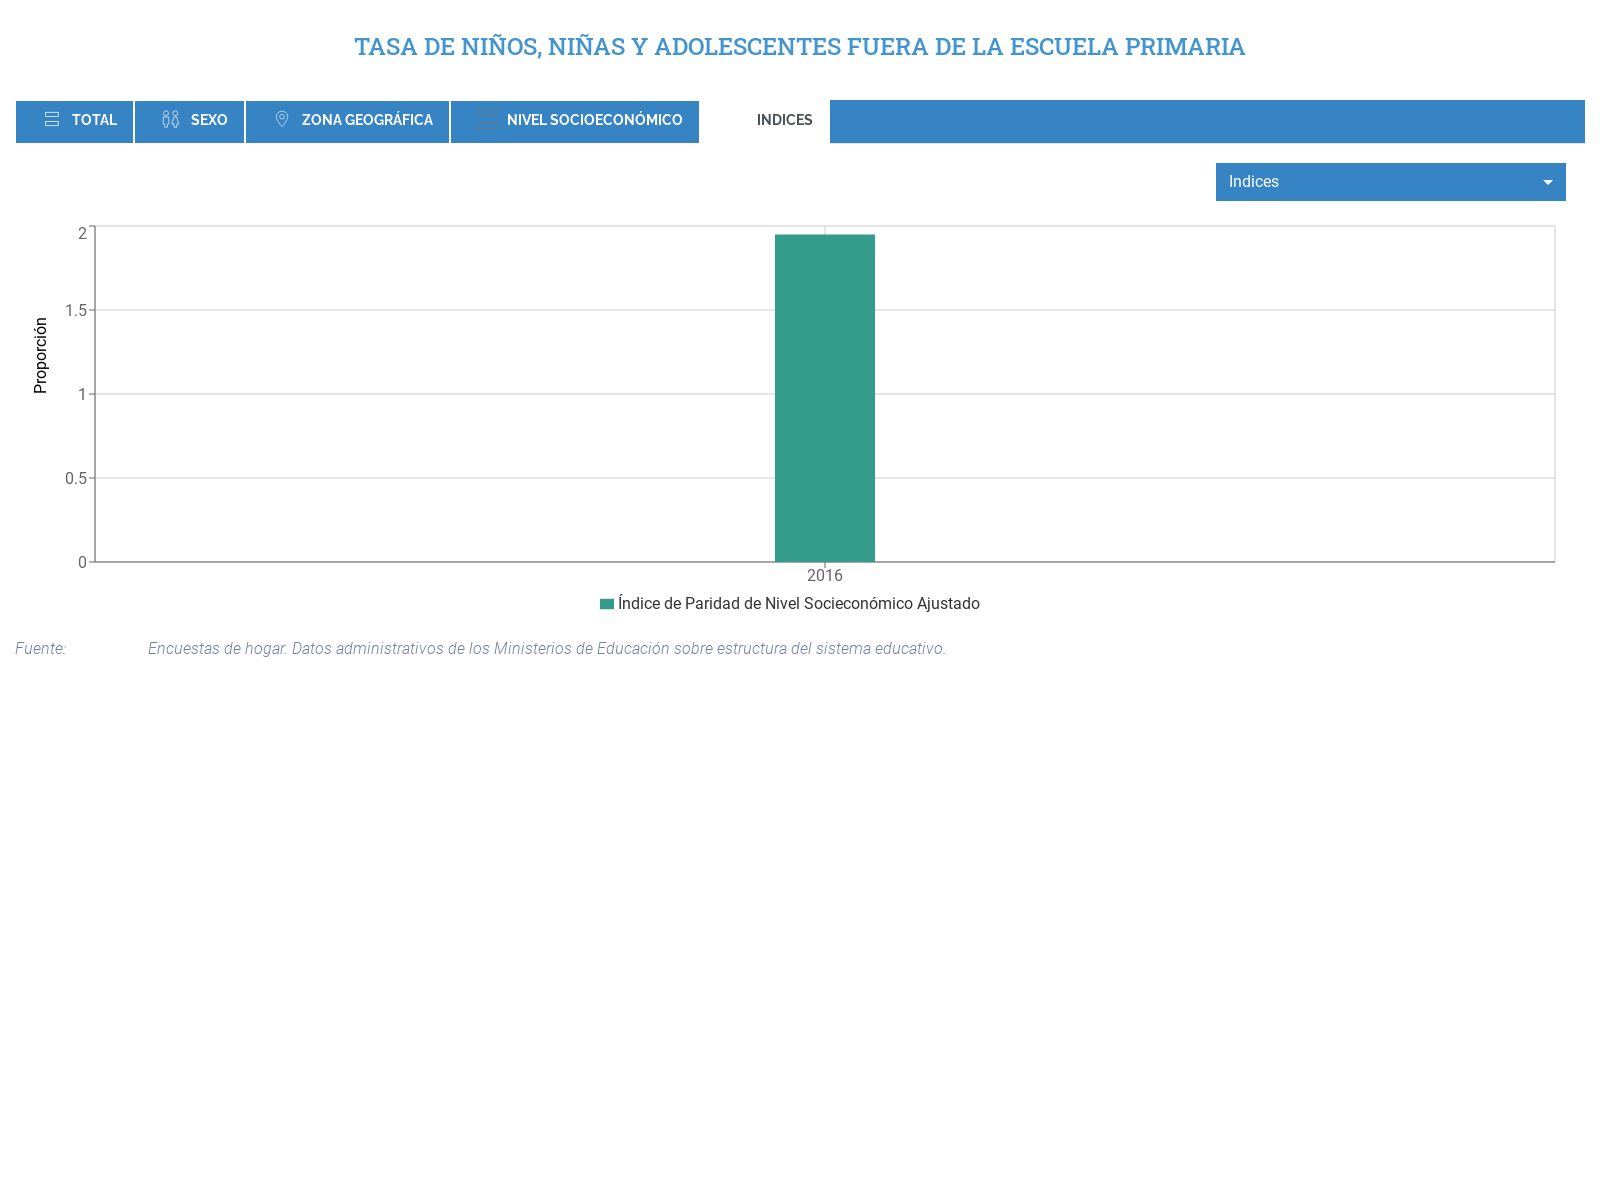 TASA DE NIÑOS, NIÑAS Y ADOLESCENTES FUERA DE LA ESCUELA PRIMARIA
TOTAL SEXO ZONA GEOGRÁFICA NIVEL SOCIOECONÓMICO INDICES
Indices
2
1.5
Proporción
1
0.5
0
2016
Índice de Paridad de Nivel Socieconómico Ajustado
Fuente: Encuestas de hogar. Datos administrativos de los Ministerios de Educación sobre estructura del sistema educativo.